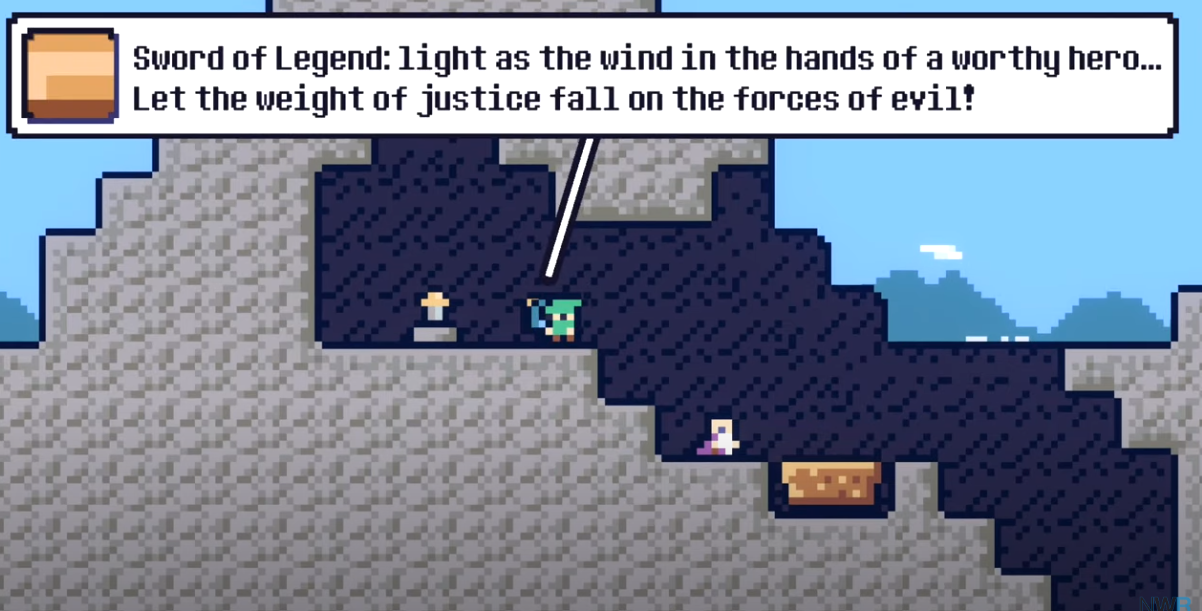 Sword of Legend: light as the wind in the hands of a worthy hero...
Let the weight of justice fall on the forces of evil!